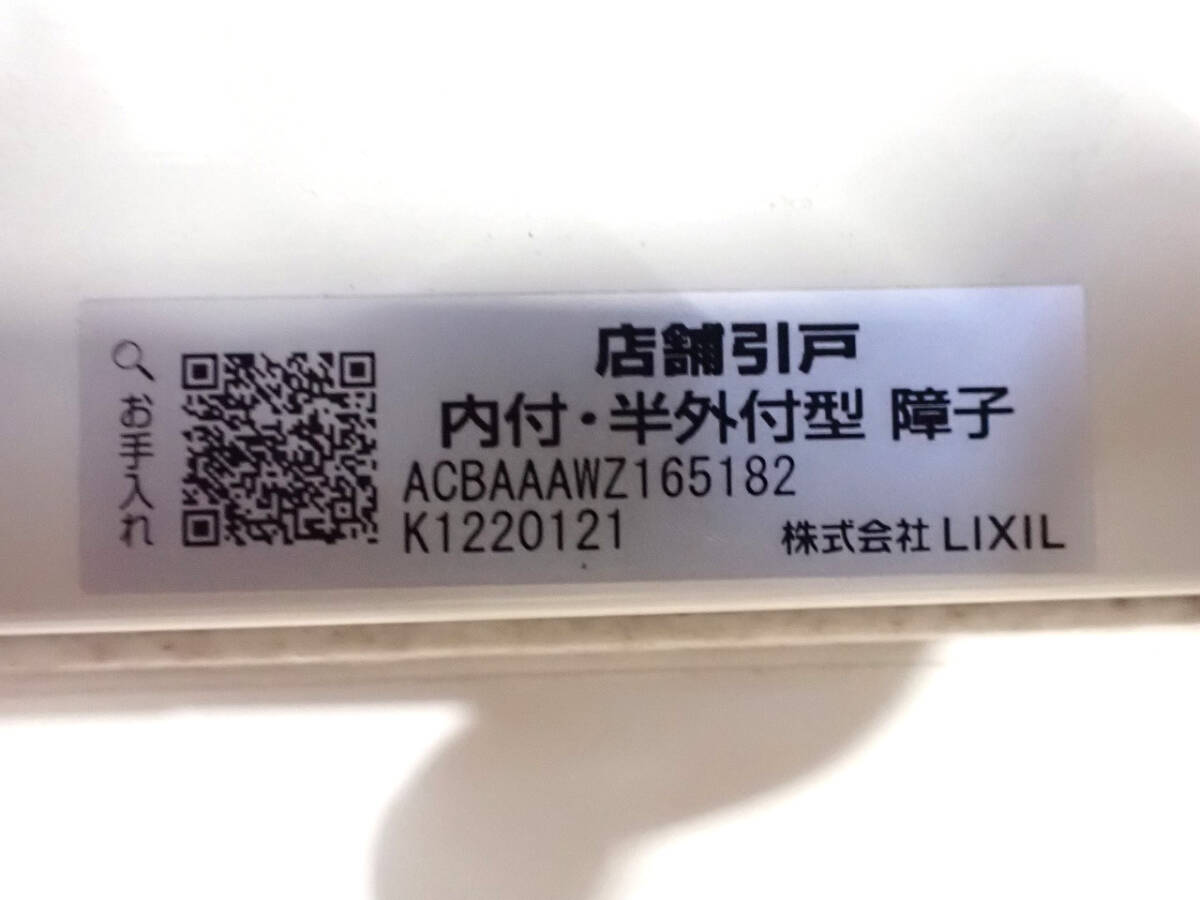 お手入れ
店舗引戸
内付・半外付型 障子
ACBAAAWZ165182
K1220121
株式会社 LIXIL